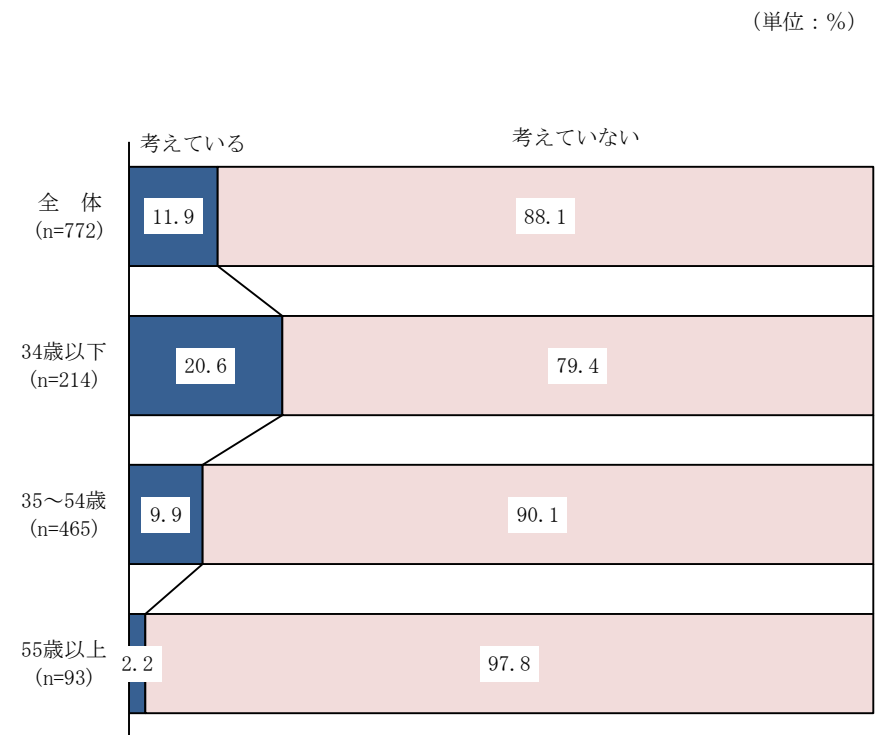 （単位：％）
考えている
考えていない
全　体
（n=772）
11.9
88.1
34歳以下
（n=214）
20.6
79.4
35～54歳
（n=465）
9.9
90.1
55歳以上
（n=93）
2.2
97.8